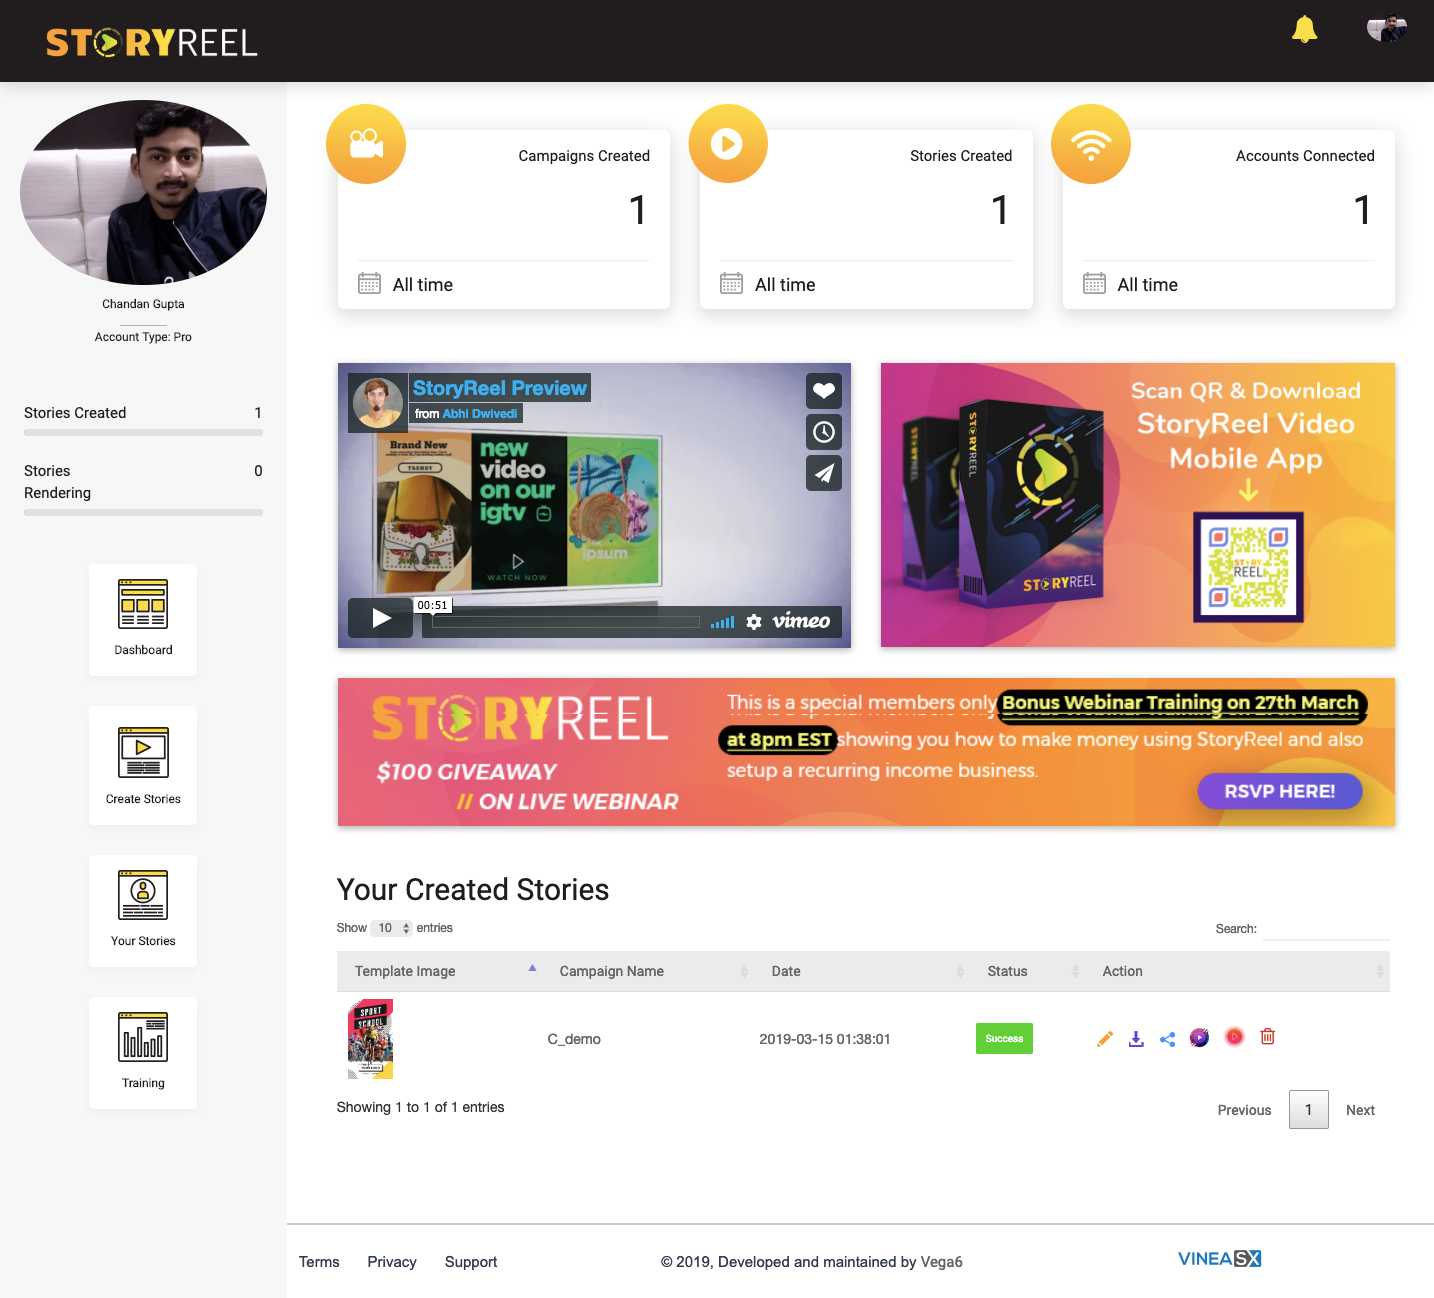 STORYREEL
Chandan Gupta
Account Type: Pro
Stories Created 1
Stories Rendering 0
Dashboard
Create Stories
Your Stories
Training
Campaigns Created
1
All time
Stories Created
1
All time
Accounts Connected
1
All time
StoryReel Preview
from Abhi Dwivedi
Brand New
TRENDY
new
video
on our
igtv
WATCH NOW
ipsum
00:51
vimeo
STORYREEL
STORYREEL
STORYREEL
Scan QR & Download
StoryReel Video
Mobile App
STORY
REEL
STORYREEL
$100 GIVEAWAY
// ON LIVE WEBINAR
This is a special members only Bonus Webinar Training on 27th March
at 8pm EST showing you how to make money using StoryReel and also
setup a recurring income business.
RSVP HERE!
Your Created Stories
Show 10 entries
Search:
Template Image Campaign Name Date Status Action
SPORT
SCHOOL
C_demo 2019-03-15 01:38:01 Success
Showing 1 to 1 of 1 entries
Previous 1 Next
Terms Privacy Support
© 2019, Developed and maintained by Vega6
VINEASX